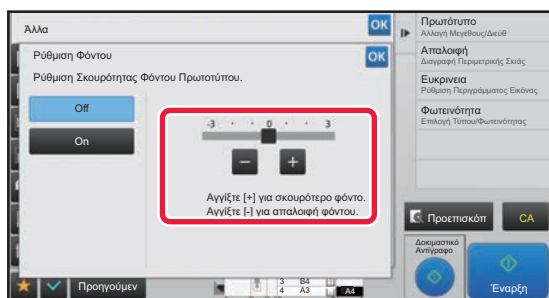 Άλλα
OK
Ρύθμιση Φόντου
OK
Ρύθμιση Σκουρότητας Φόντου Πρωτοτύπου.
Off
On
-3 0 3
Αγγίξτε [+] για σκουρότερο φόντο.
Αγγίξτε [-] για απαλοιφή φόντου.
Προηγούμεν
3 B4
4 A3
A4
Πρωτότυπο
Αλλαγή Μεγέθους/Διεύθ
Απαλοιφή
Διαγραφή Περιμετρικής Σκιάς
Ευκρινεια
Ρύθμιση Περιγράμματος Εικόνας
Φωτεινότητα
Επιλογή Τύπου/Φωτεινότητας
Προεπισκόπ
CA
Δοκιμαστικό
Αντίγραφο
Έναρξη